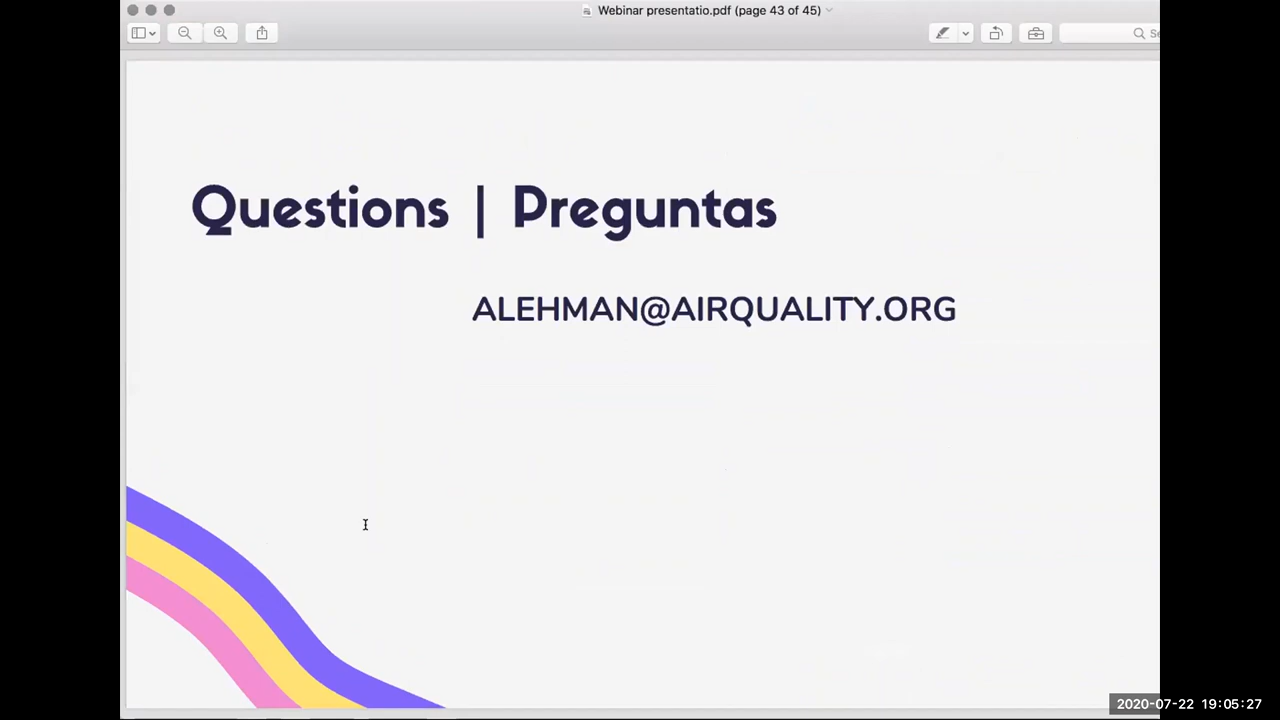 Webinar presentatio.pdf (page 43 of 45)
Questions | Preguntas
ALEHMAN@AIRQUALITY.ORG
2020-07-22 19:05:27